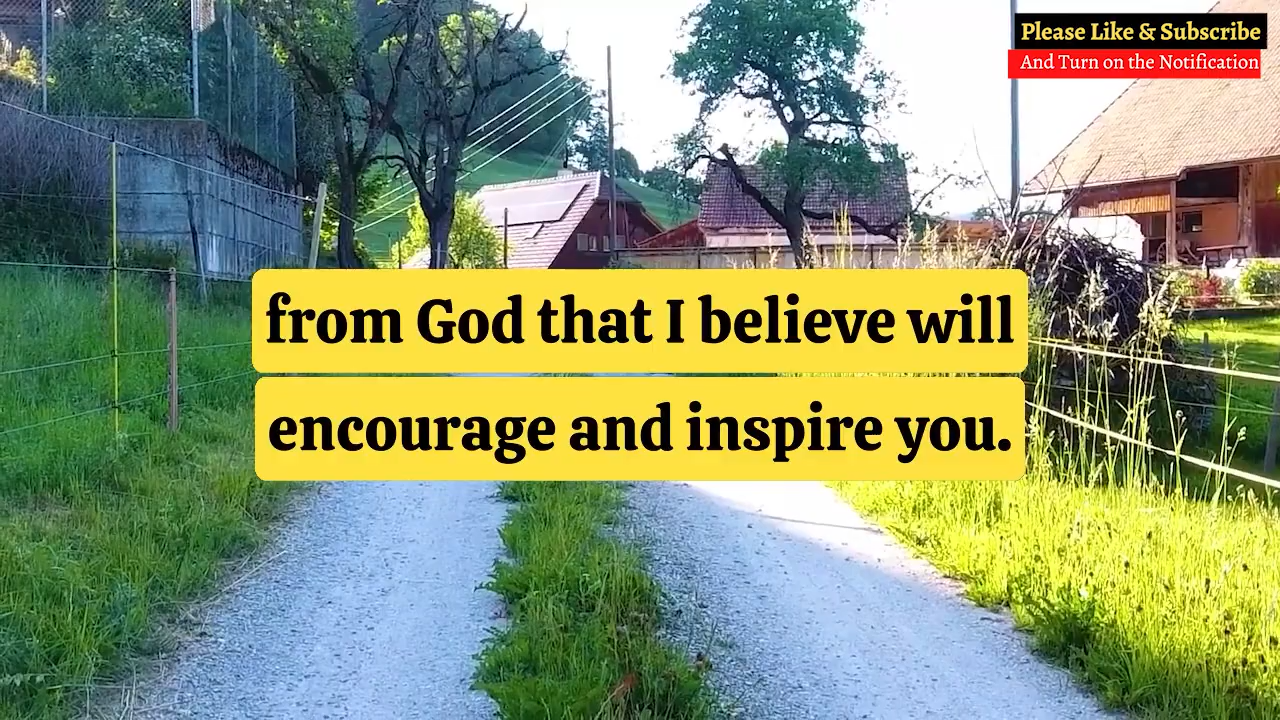 Please Like & Subscribe
And Turn on the Notification
from God that I believe will
encourage and inspire you.